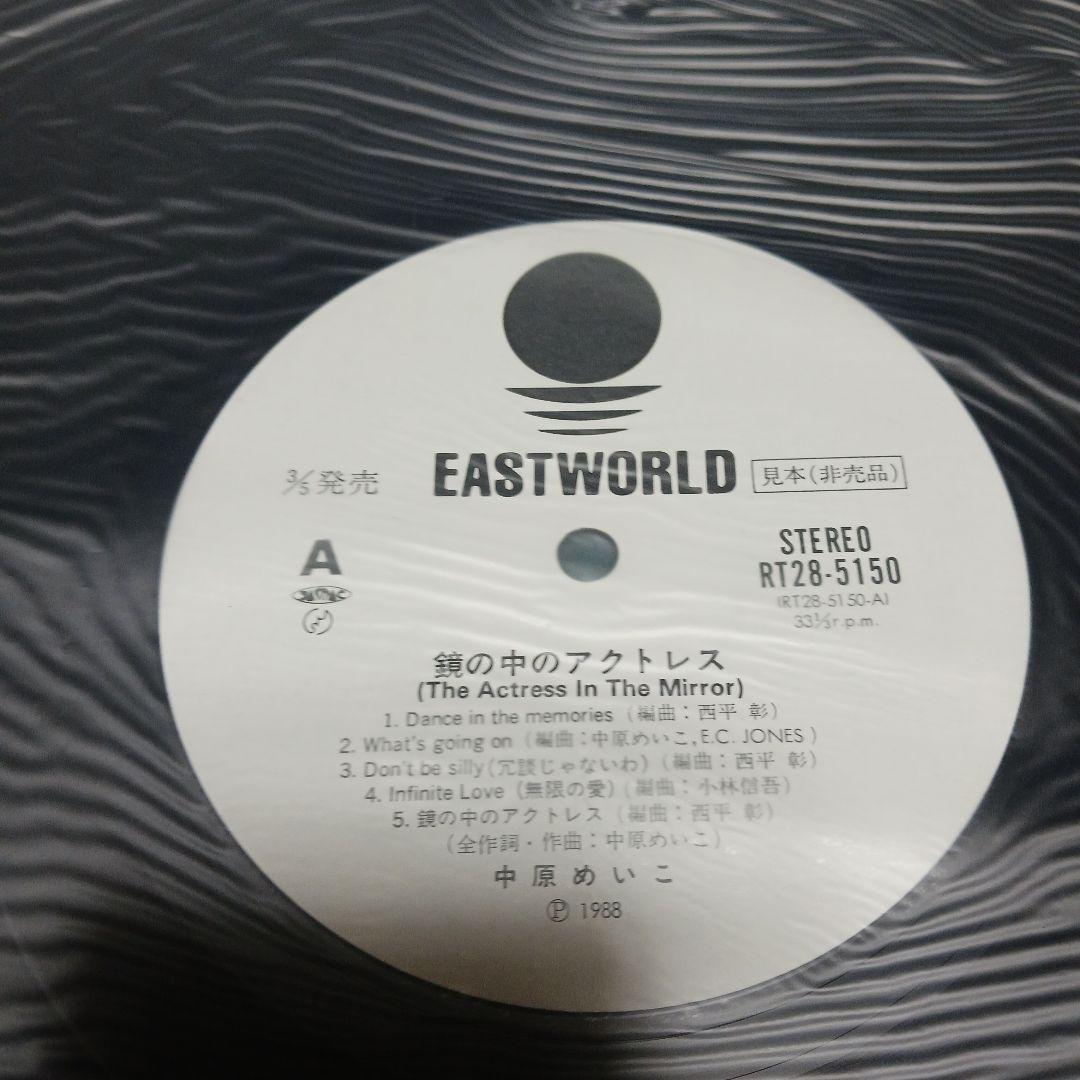 EASTWORLD
3/5 発売
見本(非売品)
A
STEREO
RT28-5150
(RT28-5150-A)
33⅓r.p.m.
鏡の中のアクトレス
(The Actress In The Mirror)
1. Dance in the memories (編曲:西平 彰)
2. What's going on (編曲:中原めいこ, E.C. JONES)
3. Don't be silly(冗談じゃないわ) (編曲:西平 彰)
4. Infinite Love (無限の愛) (編曲:小林信吾)
5. 鏡の中のアクトレス (編曲:西平 彰)
(全作詞・作曲:中原めいこ)
中原めいこ
Ⓟ 1988